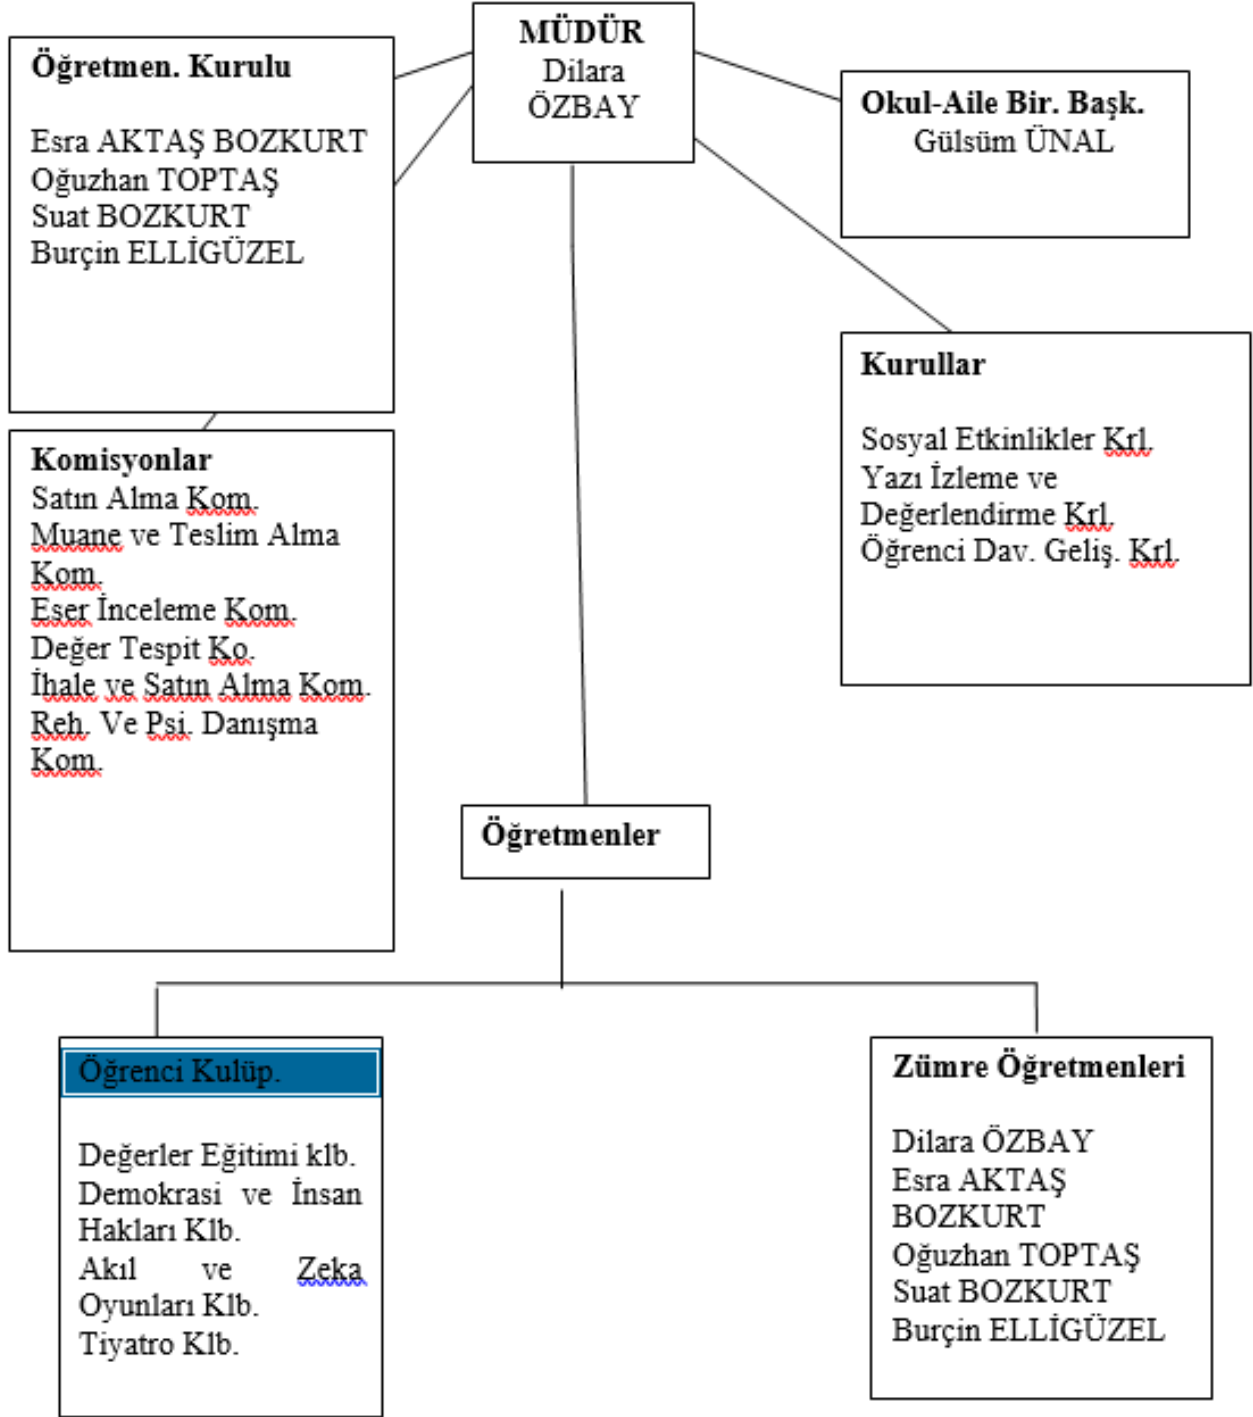 MÜDÜR
Dilara
ÖZBAY
Öğretmen. Kurulu
Esra AKTAŞ BOZKURT
Oğuzhan TOPTAŞ
Suat BOZKURT
Burçin ELLİGÜZEL
Okul-Aile Bir. Başk.
Gülsüm ÜNAL
Kurullar
Sosyal Etkinlikler Krl.
Yazı İzleme ve
Değerlendirme Krl.
Öğrenci Dav. Geliş. Krl.
Komisyonlar
Satın Alma Kom.
Muane ve Teslim Alma
Kom.
Eser İnceleme Kom.
Değer Tespit Ko.
İhale ve Satın Alma Kom.
Reh. Ve Psi. Danışma
Kom.
Öğretmenler
Öğrenci Kulüp.
Değerler Eğitimi klb.
Demokrasi ve İnsan
Hakları Klb.
Akıl ve Zeka
Oyunları Klb.
Tiyatro Klb.
Zümre Öğretmenleri
Dilara ÖZBAY
Esra AKTAŞ
BOZKURT
Oğuzhan TOPTAŞ
Suat BOZKURT
Burçin ELLİGÜZEL